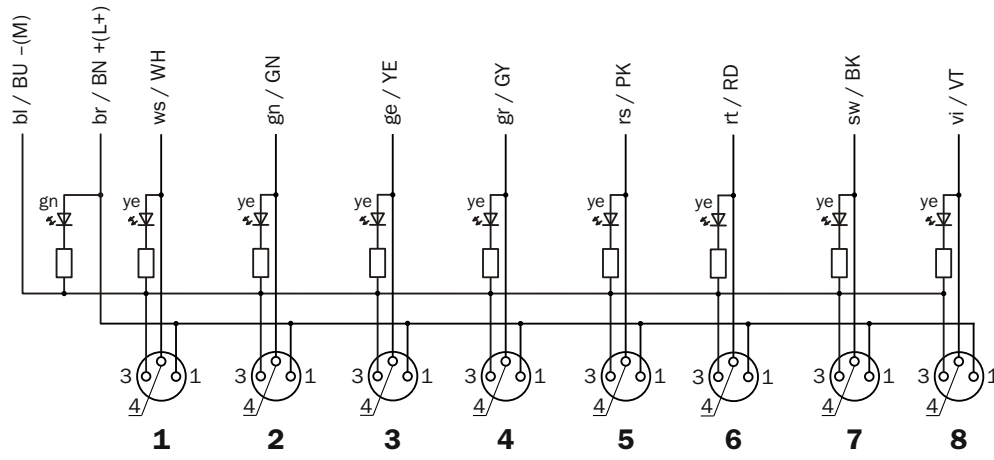 bl / BU –(M)
br / BN +(L+)
ws / WH
gn / GN
ge / YE
gr / GY
rs / PK
rt / RD
sw / BK
vi / VT
gn
ye
ye
ye
ye
ye
ye
ye
ye
3 1
3 1
3 1
3 1
3 1
3 1
3 1
3 1
4
4
4
4
4
4
4
4
1
2
3
4
5
6
7
8